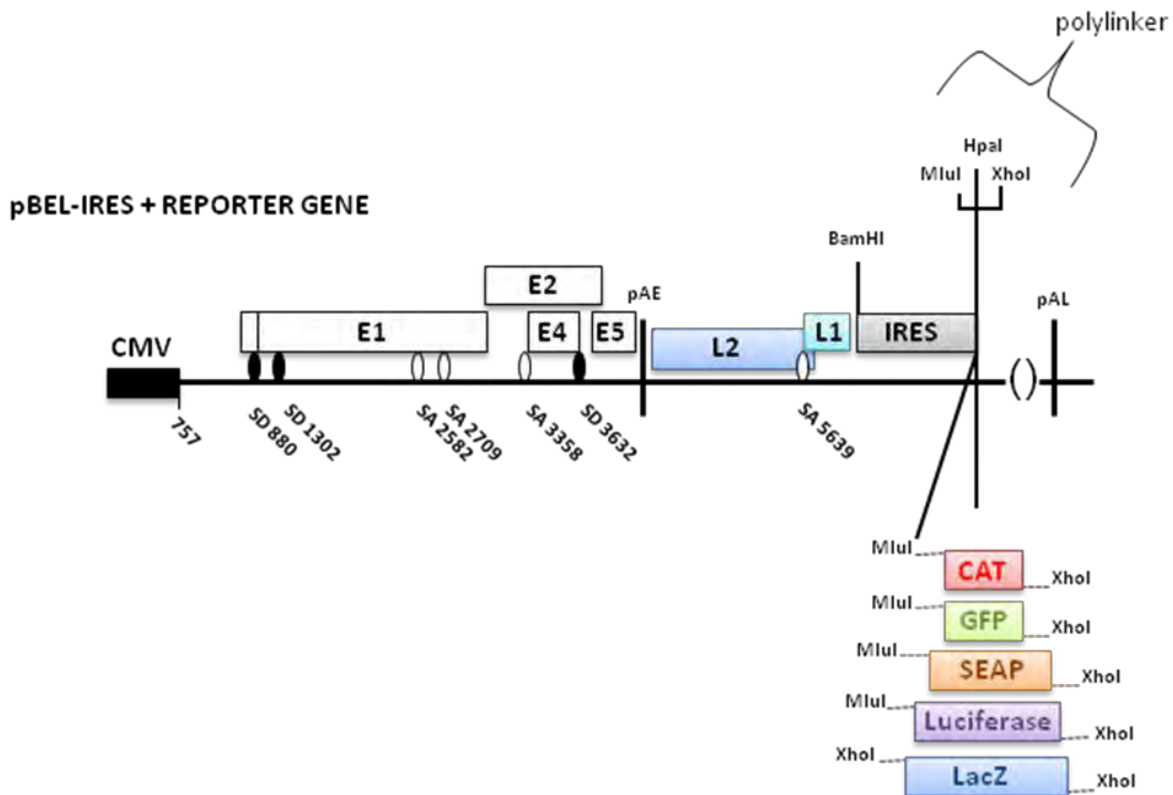 polylinker
HpaI
MluI XhoI
pBEL-IRES + REPORTER GENE
BamHI
E2
pAE
pAL
E1
E4
E5
L2
L1
IRES
CMV
( )
757
SD 880
SD 1302
SA 2582
SA 2709
SA 3358
SD 3632
SA 5639
MluI
CAT
XhoI
MluI
GFP
XhoI
MluI
SEAP
XhoI
MluI
Luciferase
XhoI
XhoI
LacZ
XhoI